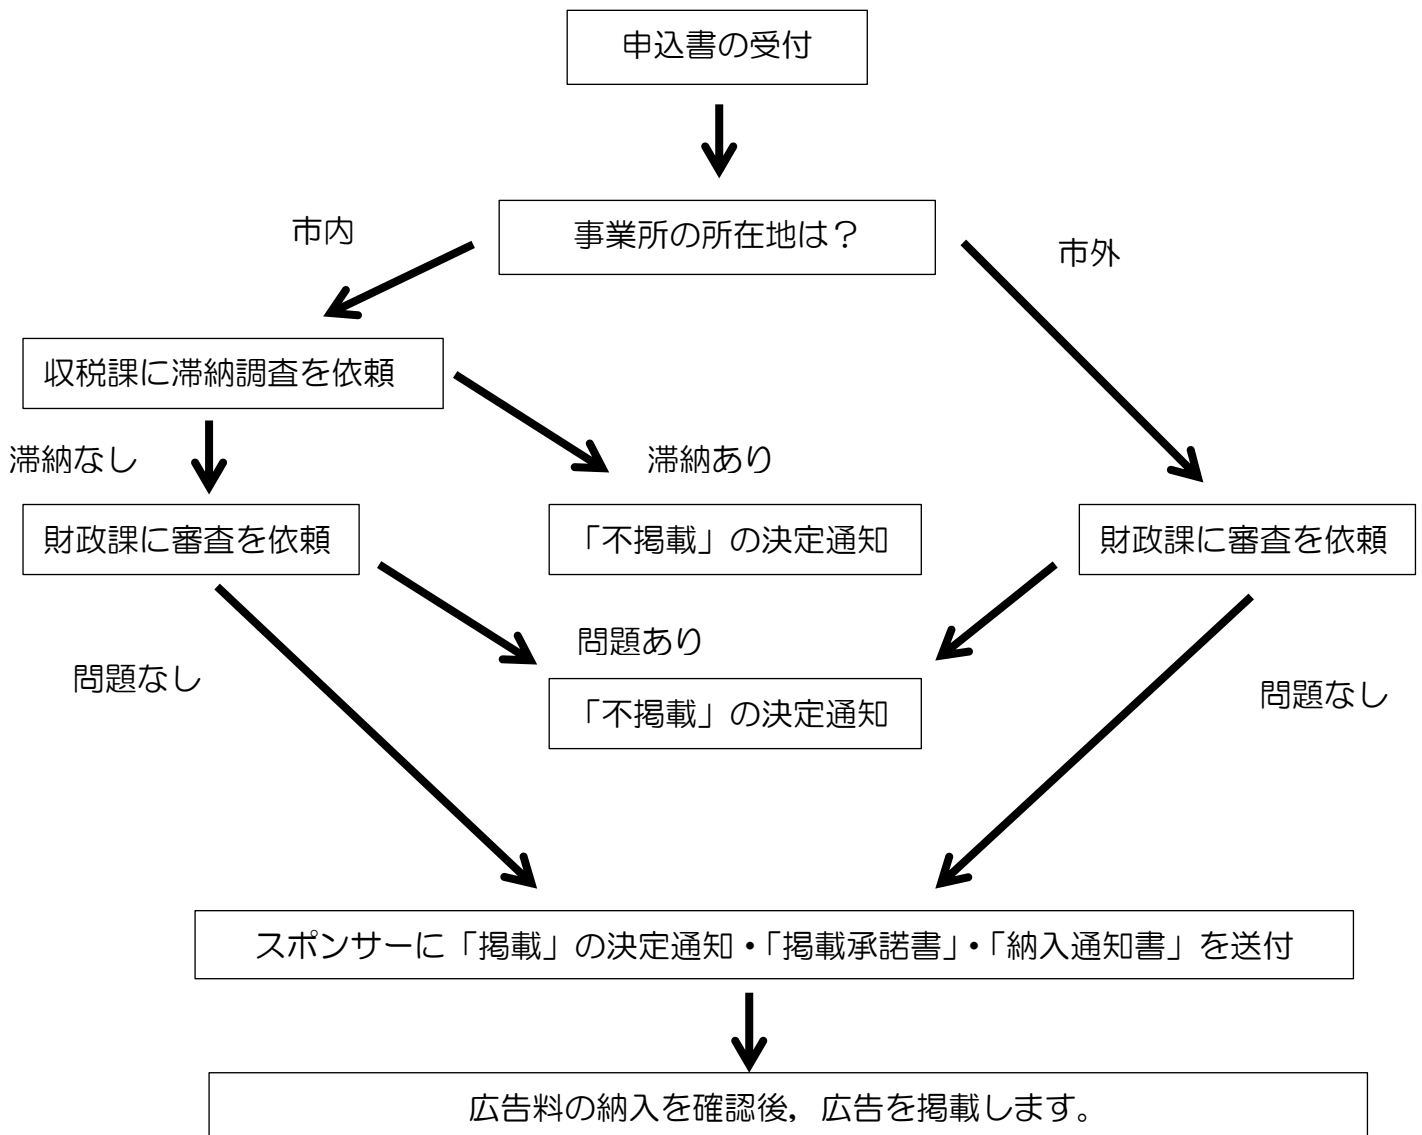 申込書の受付
市内
事業所の所在地は？
市外
収税課に滞納調査を依頼
滞納なし
滞納あり
財政課に審査を依頼
「不掲載」の決定通知
財政課に審査を依頼
問題あり
問題なし
「不掲載」の決定通知
問題なし
スポンサーに「掲載」の決定通知・「掲載承諾書」・「納入通知書」を送付
広告料の納入を確認後，広告を掲載します。